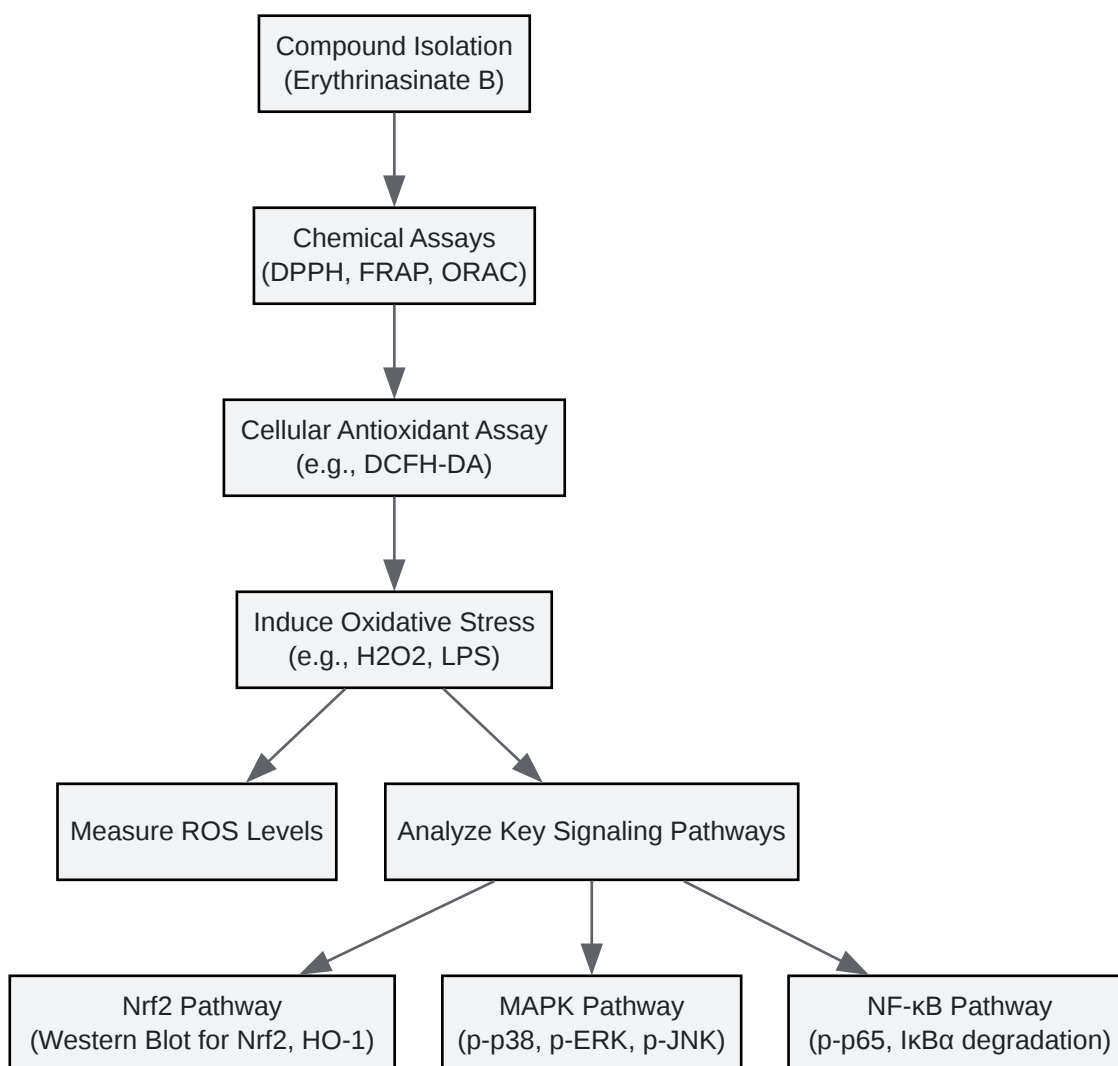 Compound Isolation
(Erythrinasinate B)
Chemical Assays
(DPPH, FRAP, ORAC)
Cellular Antioxidant Assay
(e.g., DCFH-DA)
Induce Oxidative Stress
(e.g., H2O2, LPS)
Measure ROS Levels
Analyze Key Signaling Pathways
Nrf2 Pathway
(Western Blot for Nrf2, HO-1)
MAPK Pathway
(p-p38, p-ERK, p-JNK)
NF-κB Pathway
(p-p65, IκBα degradation)